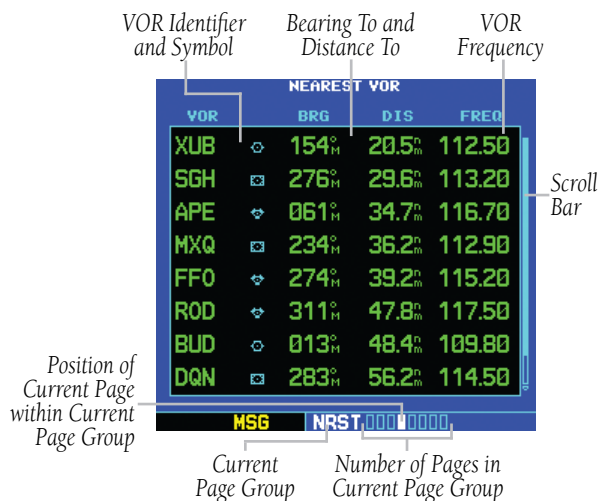 VOR Identifier
and Symbol
Bearing To and
Distance To
VOR
Frequency
NEAREST VOR
VOR BRG DIS FREQ
XUB 154°M 20.5nm 112.50
SGH 276°M 29.6nm 113.20
APE 061°M 34.7nm 116.70
MXQ 234°M 36.2nm 112.90
FFO 274°M 39.2nm 115.20
ROD 311°M 47.8nm 117.50
BUD 013°M 48.4nm 109.80
DQN 283°M 56.2nm 114.50
Scroll
Bar
Position of
Current Page
within Current
Page Group
MSG NRST
Current
Page Group
Number of Pages in
Current Page Group